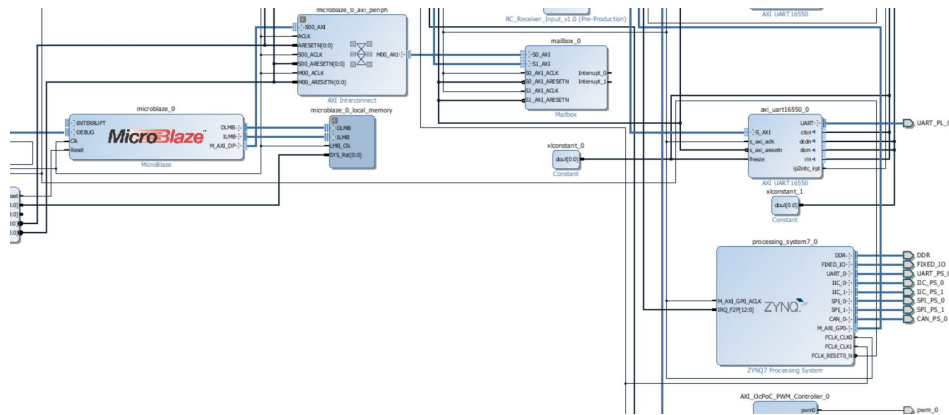 microblaze_0_axi_periph
S00_AXI
ACLK
ARESETN[0:0]
S00_ACLK
S00_ARESETN[0:0]
M00_ACLK
M00_ARESETN[0:0]
M00_AXI
AXI Interconnect
RC_Receiver_Input_v1.0 (Pre-Production)
AXI UART16550
mailbox_0
S0_AXI
S1_AXI
S0_AXI_ACLK
S0_AXI_ARESETN
S1_AXI_ACLK
S1_AXI_ARESETN
Interrupt_0
Interrupt_1
Mailbox
microblaze_0
INTERRUPT
DEBUG
Clk
Reset
MicroBlaze
DLMB
ILMB
M_AXI_DP
MicroBlaze
microblaze_0_local_memory
DLMB
ILMB
LMB_Clk
SYS_Rst[0:0]
xlconstant_0
dout[0:0]
Constant
axi_uart16550_0
S_AXI
s_axi_aclk
s_axi_aresetn
freeze
UART
ctsn
dcdn
dsrn
rin
ip2intc_irpt
AXI UART16550
UART_PL_
xlconstant_1
dout[0:0]
Constant
processing_system7_0
M_AXI_GP0_ACLK
IRQ_F2P[12:0]
ZYNQ
DDR
FIXED_IO
UART_0
IIC_0
IIC_1
SPI_0
SPI_1
CAN_0
M_AXI_GP0
FCLK_CLK0
FCLK_CLK1
FCLK_RESET0_N
ZYNQ7 Processing System
DDR
FIXED_IO
UART_PS_
IIC_PS_0
IIC_PS_1
SPI_PS_0
SPI_PS_1
CAN_PS_0
AXI_OcPoC_PWM_Controller_0
pwm0
pwm_0